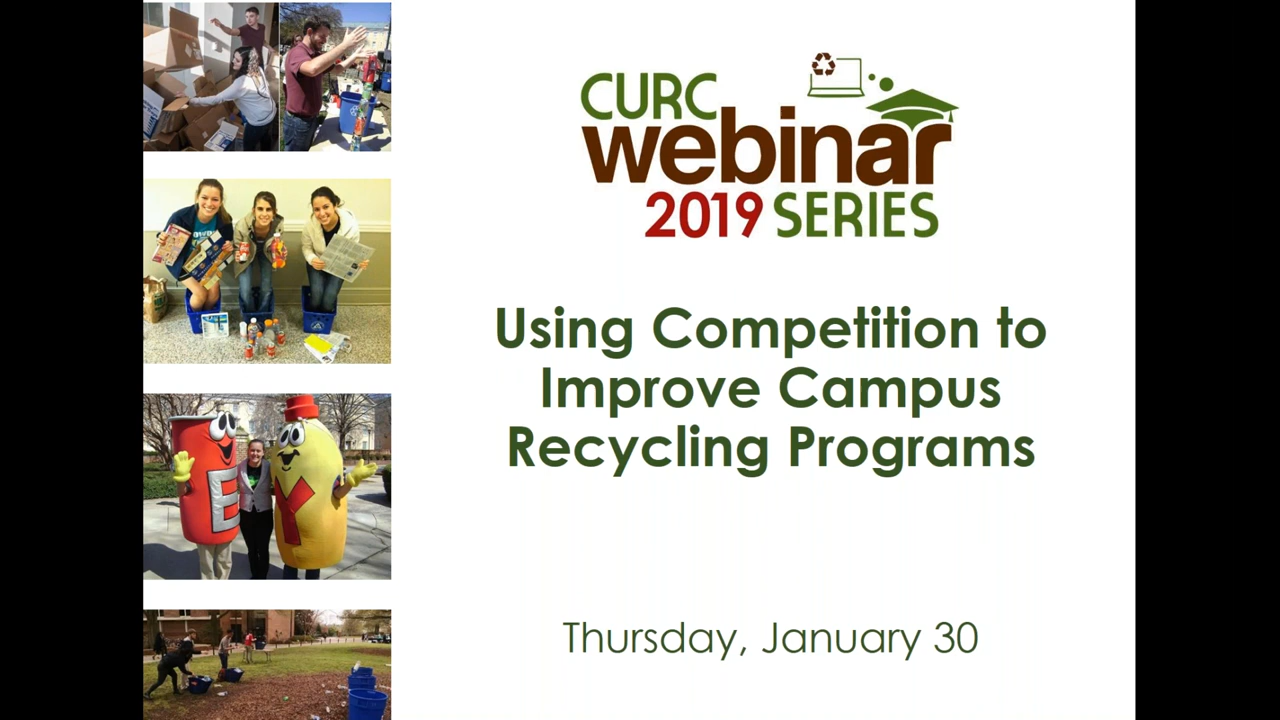 CURC
webinar
2019 SERIES
Using Competition to
Improve Campus
Recycling Programs
Thursday, January 30
E Y